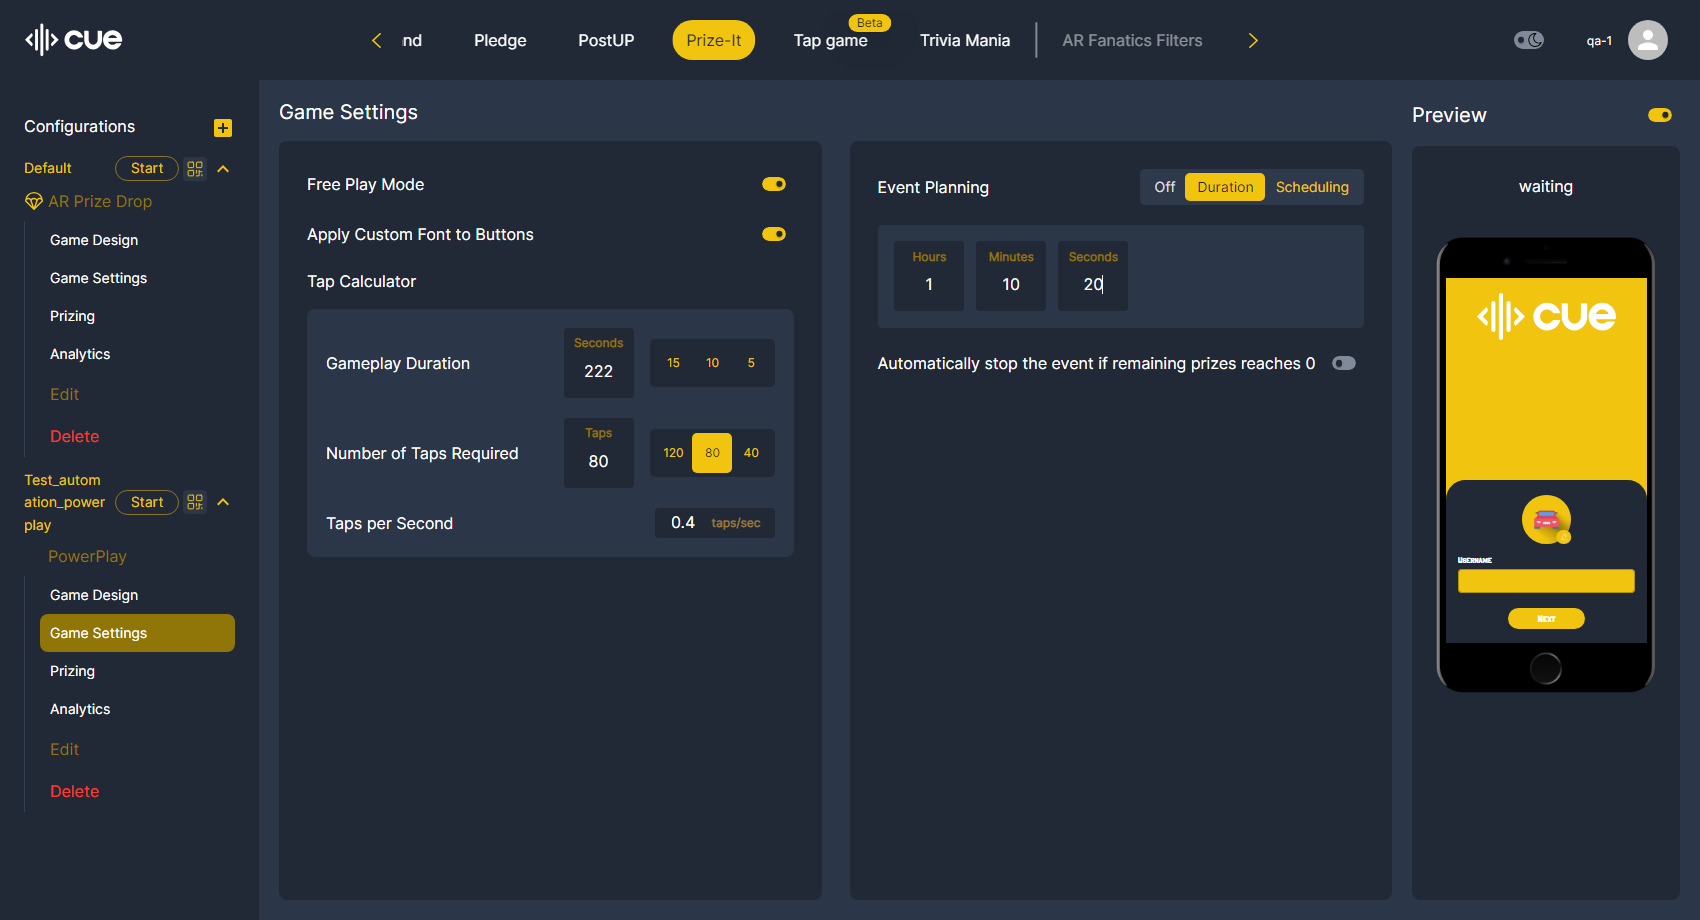 cue
nd
Pledge
PostUP
Prize-It
Beta
Tap game
Trivia Mania
AR Fanatics Filters
qa-1
Configurations
Default
Start
AR Prize Drop
Game Design
Game Settings
Prizing
Analytics
Edit
Delete
Test_autom
ation_power
play
Start
PowerPlay
Game Design
Game Settings
Prizing
Analytics
Edit
Delete
Game Settings
Free Play Mode
Apply Custom Font to Buttons
Tap Calculator
Gameplay Duration
Seconds
222
15 10 5
Number of Taps Required
Taps
80
120 80 40
Taps per Second
0.4 taps/sec
Event Planning
Off Duration Scheduling
Hours Minutes Seconds
1 10 20
Automatically stop the event if remaining prizes reaches 0
Preview
waiting
cue
Username
Next